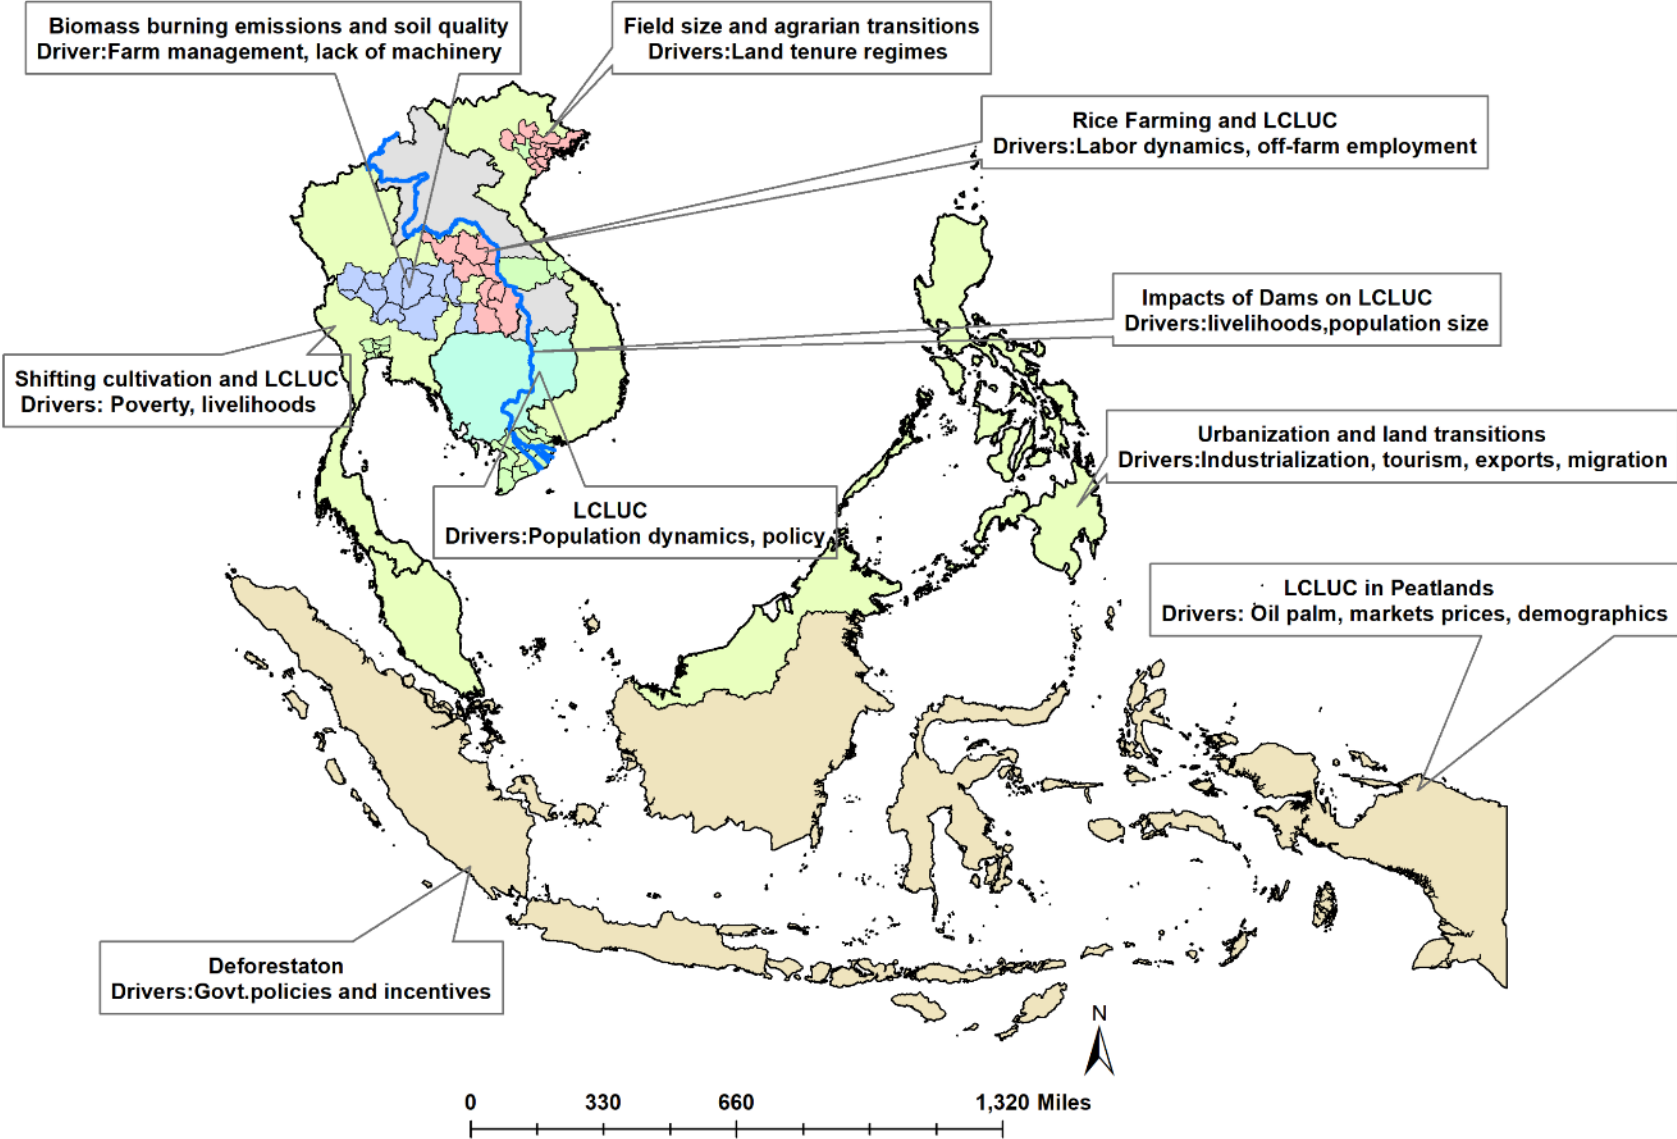 Biomass burning emissions and soil quality
Driver:Farm management, lack of machinery
Field size and agrarian transitions
Drivers:Land tenure regimes
Rice Farming and LCLUC
Drivers:Labor dynamics, off-farm employment
Impacts of Dams on LCLUC
Drivers:livelihoods,population size
Shifting cultivation and LCLUC
Drivers: Poverty, livelihoods
Urbanization and land transitions
Drivers:Industrialization, tourism, exports, migration
LCLUC
Drivers:Population dynamics, policy
LCLUC in Peatlands
Drivers: Oil palm, markets prices, demographics
Deforestaton
Drivers:Govt.policies and incentives
N
0 330 660 1,320 Miles